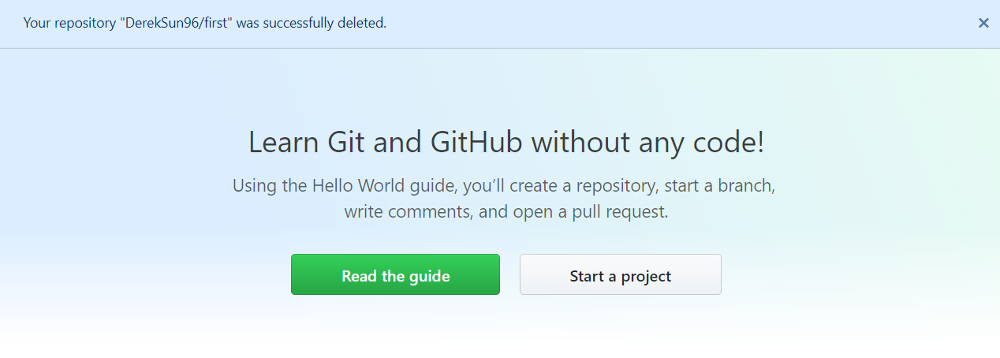 Your repository "DerekSun96/first" was successfully deleted.
Learn Git and GitHub without any code!
Using the Hello World guide, you’ll create a repository, start a branch,
write comments, and open a pull request.
Read the guide
Start a project